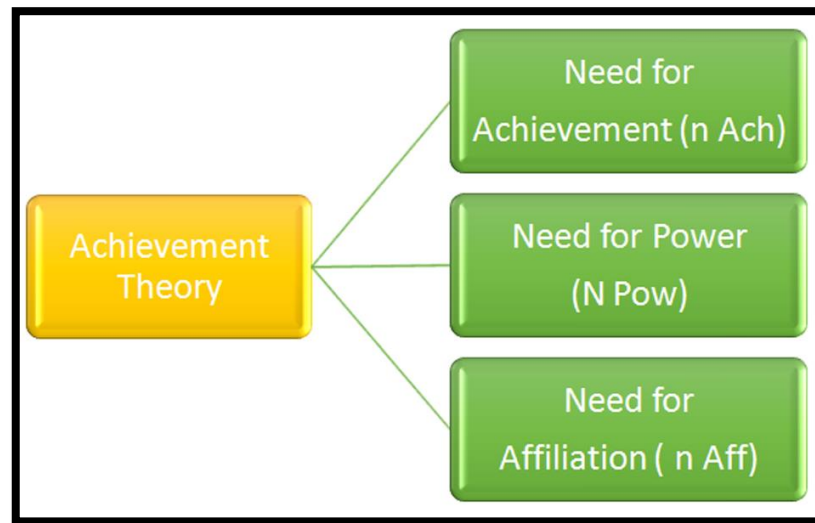 Achievement
Theory
Need for
Achievement (n Ach)
Need for Power
(N Pow)
Need for
Affiliation ( n Aff)